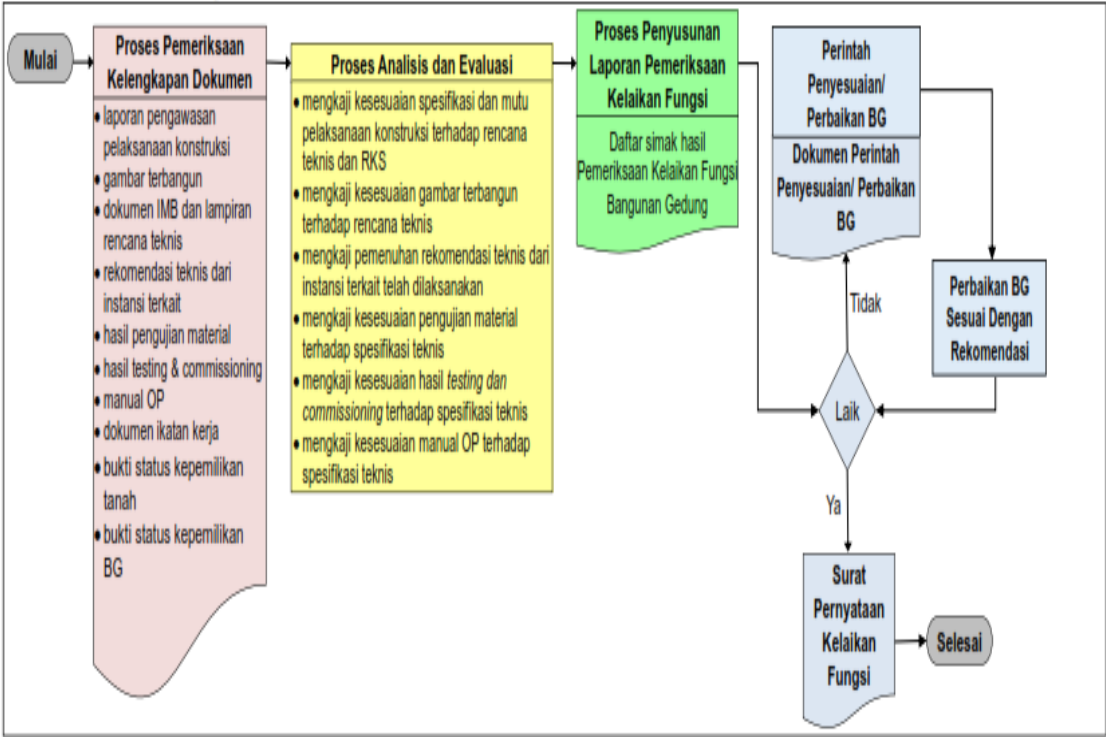 Mulai
Proses Pemeriksaan
Kelengkapan Dokumen
• laporan pengawasan
pelaksanaan konstruksi
• gambar terbangun
• dokumen IMB dan lampiran
rencana teknis
• rekomendasi teknis dari
instansi terkait
• hasil pengujian material
• hasil testing & commissioning
• manual OP
• dokumen ikatan kerja
• bukti status kepemilikan
tanah
• bukti status kepemilikan
BG
Proses Analisis dan Evaluasi
• mengkaji kesesuaian spesifikasi dan mutu
pelaksanaan konstruksi terhadap rencana
teknis dan RKS
• mengkaji kesesuaian gambar terbangun
terhadap rencana teknis
• mengkaji pemenuhan rekomendasi teknis dari
instansi terkait telah dilaksanakan
• mengkaji kesesuaian pengujian material
terhadap spesifikasi teknis
• mengkaji kesesuaian hasil testing dan
commissioning terhadap spesifikasi teknis
• mengkaji kesesuaian manual OP terhadap
spesifikasi teknis
Proses Penyusunan
Laporan Pemeriksaan
Kelaikan Fungsi
Daftar simak hasil
Pemeriksaan Kelaikan Fungsi
Bangunan Gedung
Perintah
Penyesuaian/
Perbaikan BG
Dokumen Perintah
Penyesuaian/ Perbaikan
BG
Tidak
Perbaikan BG
Sesuai Dengan
Rekomendasi
Laik
Ya
Surat
Pernyataan
Kelaikan
Fungsi
Selesai